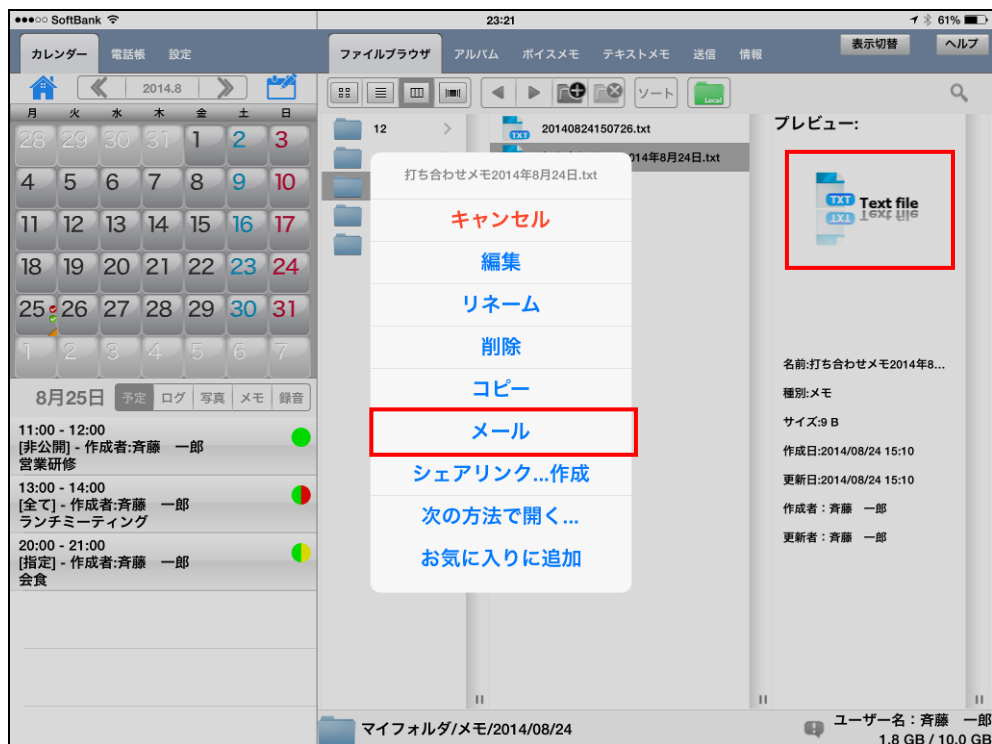 SoftBank
23:21
61%
カレンダー 電話帳 設定
ファイルブラウザ アルバム ボイスメモ テキストメモ 送信 情報
表示切替 ヘルプ
2014.8
ソート
Local
月 火 水 木 金 土 日
28 29 30 31 1 2 3
4 5 6 7 8 9 10
11 12 13 14 15 16 17
18 19 20 21 22 23 24
25 26 27 28 29 30 31
1 2 3 4 5 6 7
8月25日 予定 ログ 写真 メモ 録音
11:00 - 12:00
[非公開] - 作成者:斉藤 一郎
営業研修
13:00 - 14:00
[全て] - 作成者:斉藤 一郎
ランチミーティング
20:00 - 21:00
[指定] - 作成者:斉藤 一郎
会食
12
TXT
20140824150726.txt
014年8月24日.txt
打ち合わせメモ2014年8月24日.txt
キャンセル
編集
リネーム
削除
コピー
メール
シェアリンク...作成
次の方法で開く...
お気に入りに追加
プレビュー:
TXT Text file
名前:打ち合わせメモ2014年8...
種別:メモ
サイズ:9 B
作成日:2014/08/24 15:10
更新日:2014/08/24 15:10
作成者：斉藤 一郎
更新者：斉藤 一郎
マイフォルダ/メモ/2014/08/24
ユーザー名：斉藤 一郎
1.8 GB / 10.0 GB